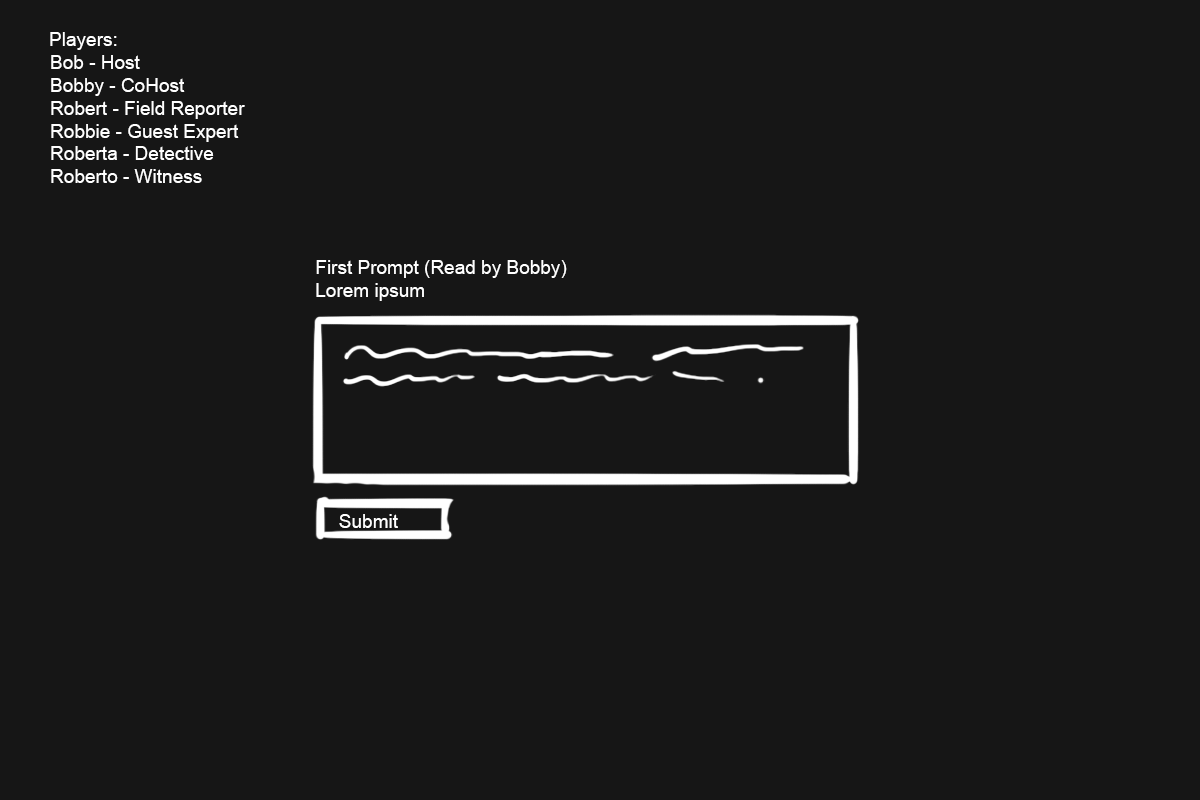 Players:
Bob - Host
Bobby - CoHost
Robert - Field Reporter
Robbie - Guest Expert
Roberta - Detective
Roberto - Witness
First Prompt (Read by Bobby)
Lorem ipsum
Submit